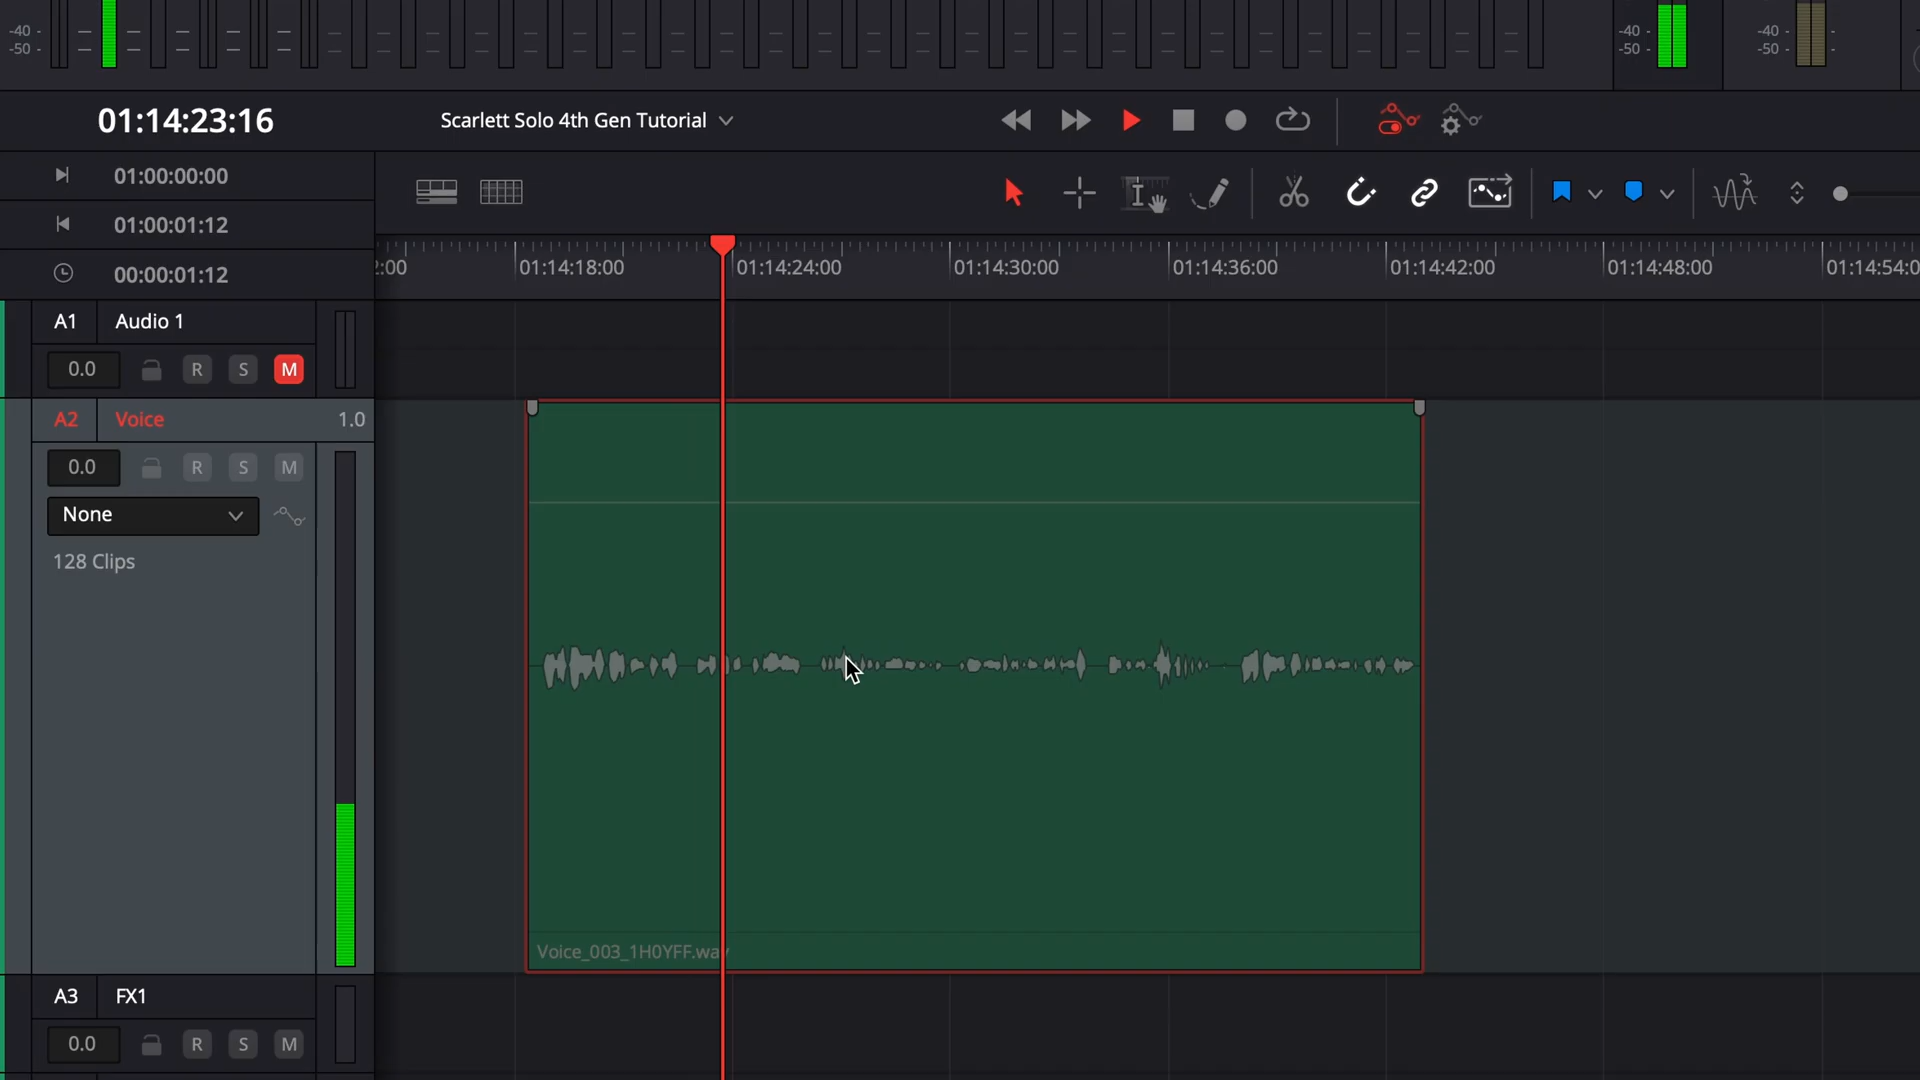 -40 -
-50 -
-40 -
-50 -
-40 -
-50 -
01:14:23:16
Scarlett Solo 4th Gen Tutorial
01:00:00:00
01:00:01:12
00:00:01:12
2:00
01:14:18:00
01:14:24:00
01:14:30:00
01:14:36:00
01:14:42:00
01:14:48:00
01:14:54:0
A1 Audio 1
0.0 R S M
A2 Voice 1.0
0.0 R S M
None
128 Clips
Voice_003_1H0YFF.wav
A3 FX1
0.0 R S M